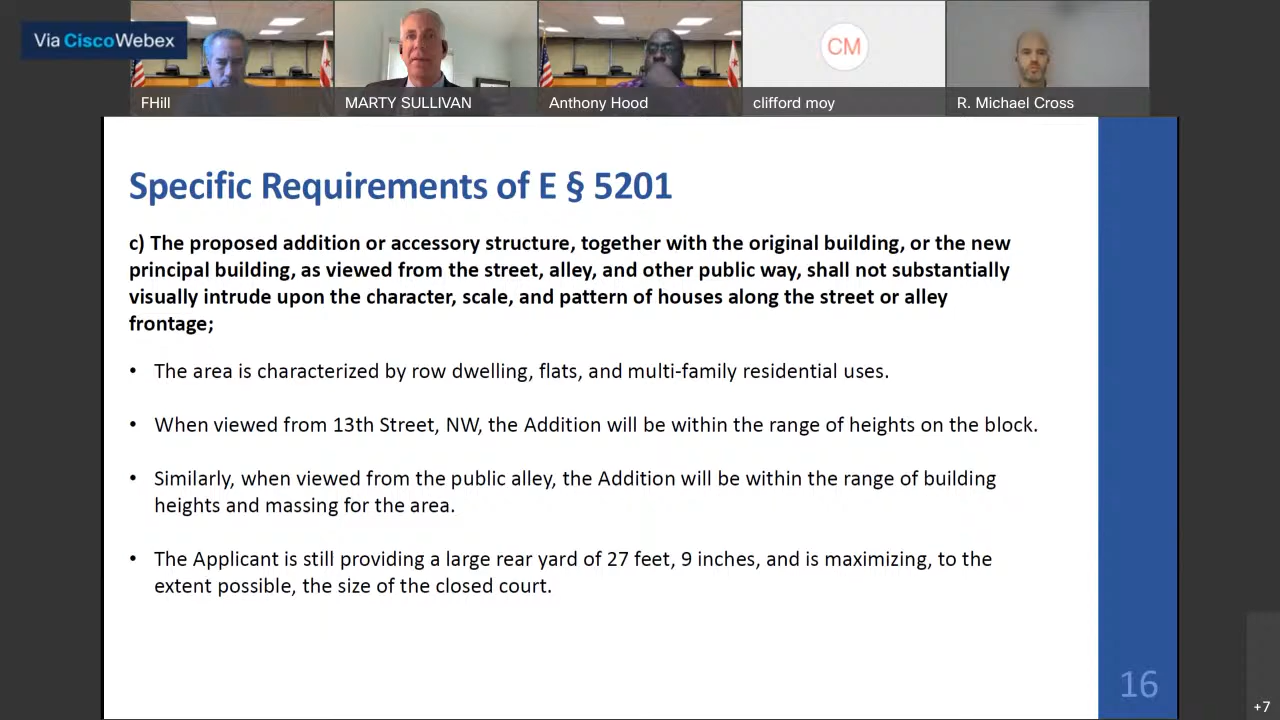 Via CiscoWebex
FHill
MARTY SULLIVAN
Anthony Hood
CM
clifford moy
R. Michael Cross
Specific Requirements of E § 5201
c) The proposed addition or accessory structure, together with the original building, or the new
principal building, as viewed from the street, alley, and other public way, shall not substantially
visually intrude upon the character, scale, and pattern of houses along the street or alley
frontage;
• The area is characterized by row dwelling, flats, and multi-family residential uses.
• When viewed from 13th Street, NW, the Addition will be within the range of heights on the block.
• Similarly, when viewed from the public alley, the Addition will be within the range of building
heights and massing for the area.
• The Applicant is still providing a large rear yard of 27 feet, 9 inches, and is maximizing, to the
extent possible, the size of the closed court.
16
+7